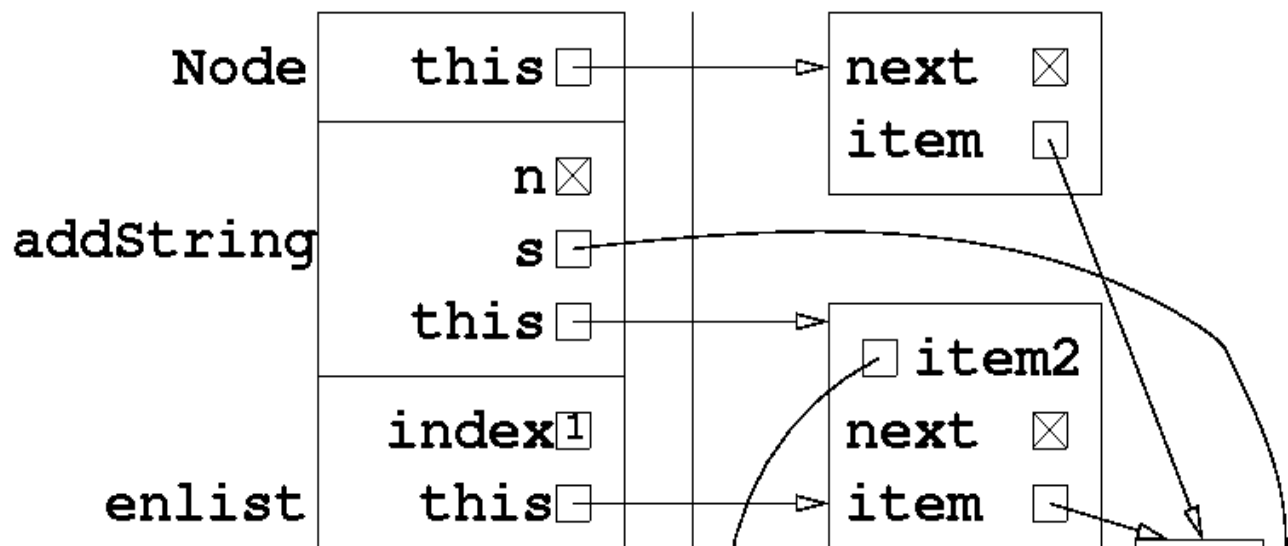 Node this next
item
n
addString s
this
item2
index 1 next
enlist this item